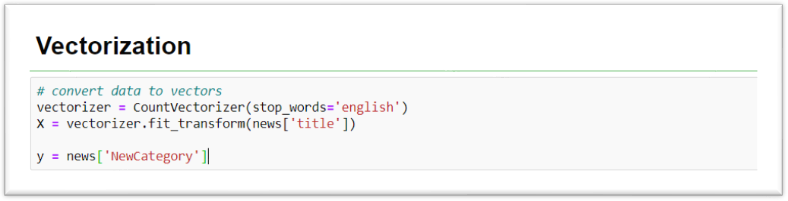 Vectorization
# convert data to vectors
vectorizer = CountVectorizer(stop_words='english')
X = vectorizer.fit_transform(news['title'])
y = news['NewCategory']